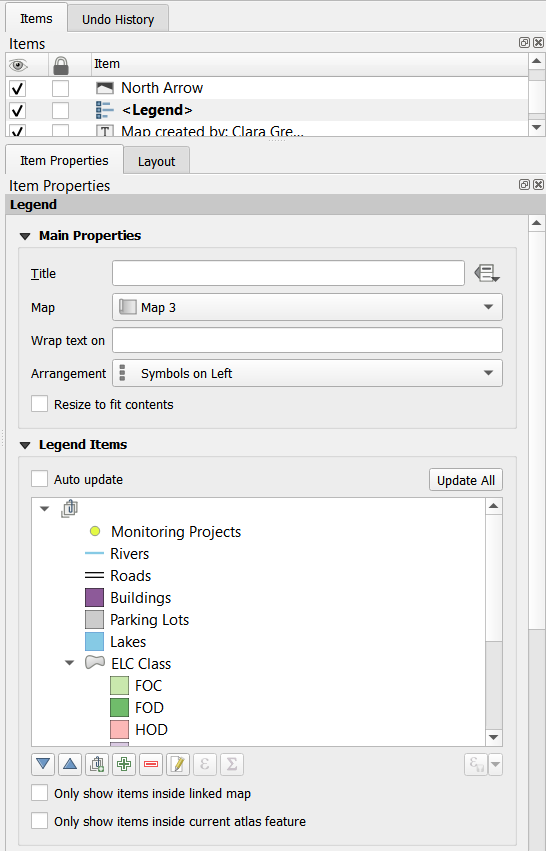 Items
Undo History
Items
Item
North Arrow
<Legend>
Map created by: Clara Gre...
Item Properties
Layout
Item Properties
Legend
Main Properties
Title
Map
Map 3
Wrap text on
Arrangement
Symbols on Left
Resize to fit contents
Legend Items
Auto update
Update All
Monitoring Projects
Rivers
Roads
Buildings
Parking Lots
Lakes
ELC Class
FOC
FOD
HOD
Only show items inside linked map
Only show items inside current atlas feature